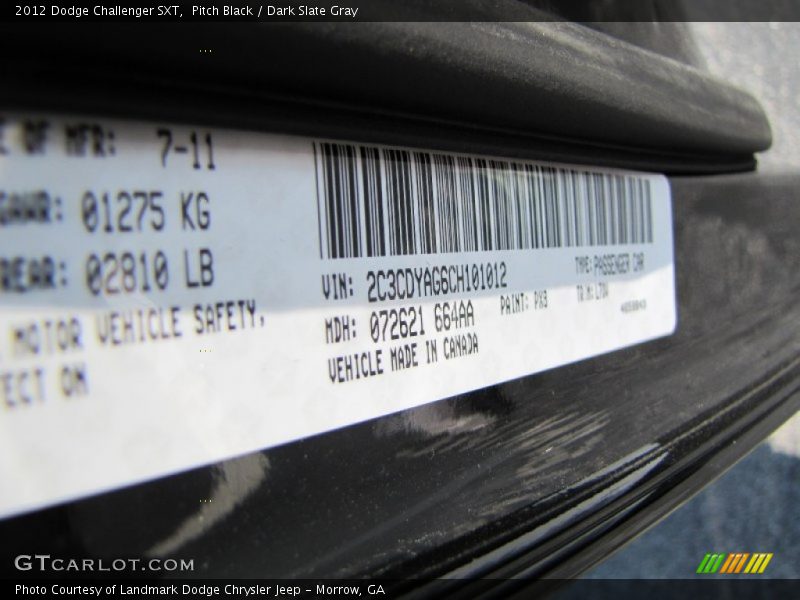 2012 Dodge Challenger SXT,  Pitch Black / Dark Slate Gray
E OF MFR: 7-11
GAWR: 01275 KG
REAR: 02810 LB
MOTOR VEHICLE SAFETY,
ECT ON
VIN: 2C3CDYAG6CH101012
MDH: 072621 664AA
VEHICLE MADE IN CANADA
PAINT: PX3
TYPE: PASSENGER CAR
GTCARLOT.COM
Photo Courtesy of Landmark Dodge Chrysler Jeep – Morrow, GA